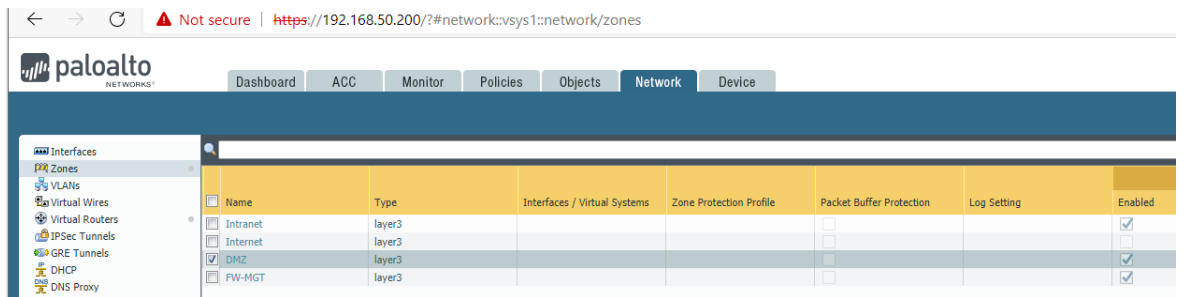 Not secure | https://192.168.50.200/?#network::vsys1::network/zones
paloalto
NETWORKS®
Dashboard ACC Monitor Policies Objects Network Device
Interfaces
Zones
VLANs
Virtual Wires
Virtual Routers
IPSec Tunnels
GRE Tunnels
DHCP
DNS Proxy
Name Type Interfaces / Virtual Systems Zone Protection Profile Packet Buffer Protection Log Setting Enabled
Intranet layer3
Internet layer3
DMZ layer3
FW-MGT layer3